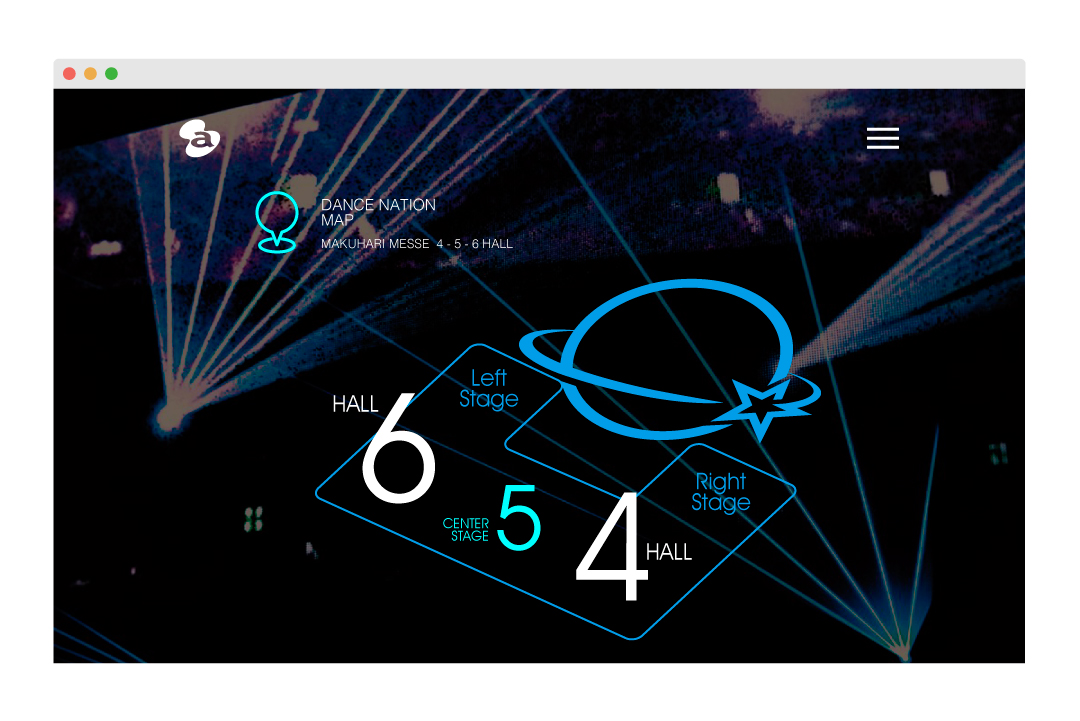 a
DANCE NATION
MAP
MAKUHARI MESSE 4 - 5 - 6 HALL
Left
Stage
HALL
6
Right
Stage
CENTER
STAGE
5
4
HALL